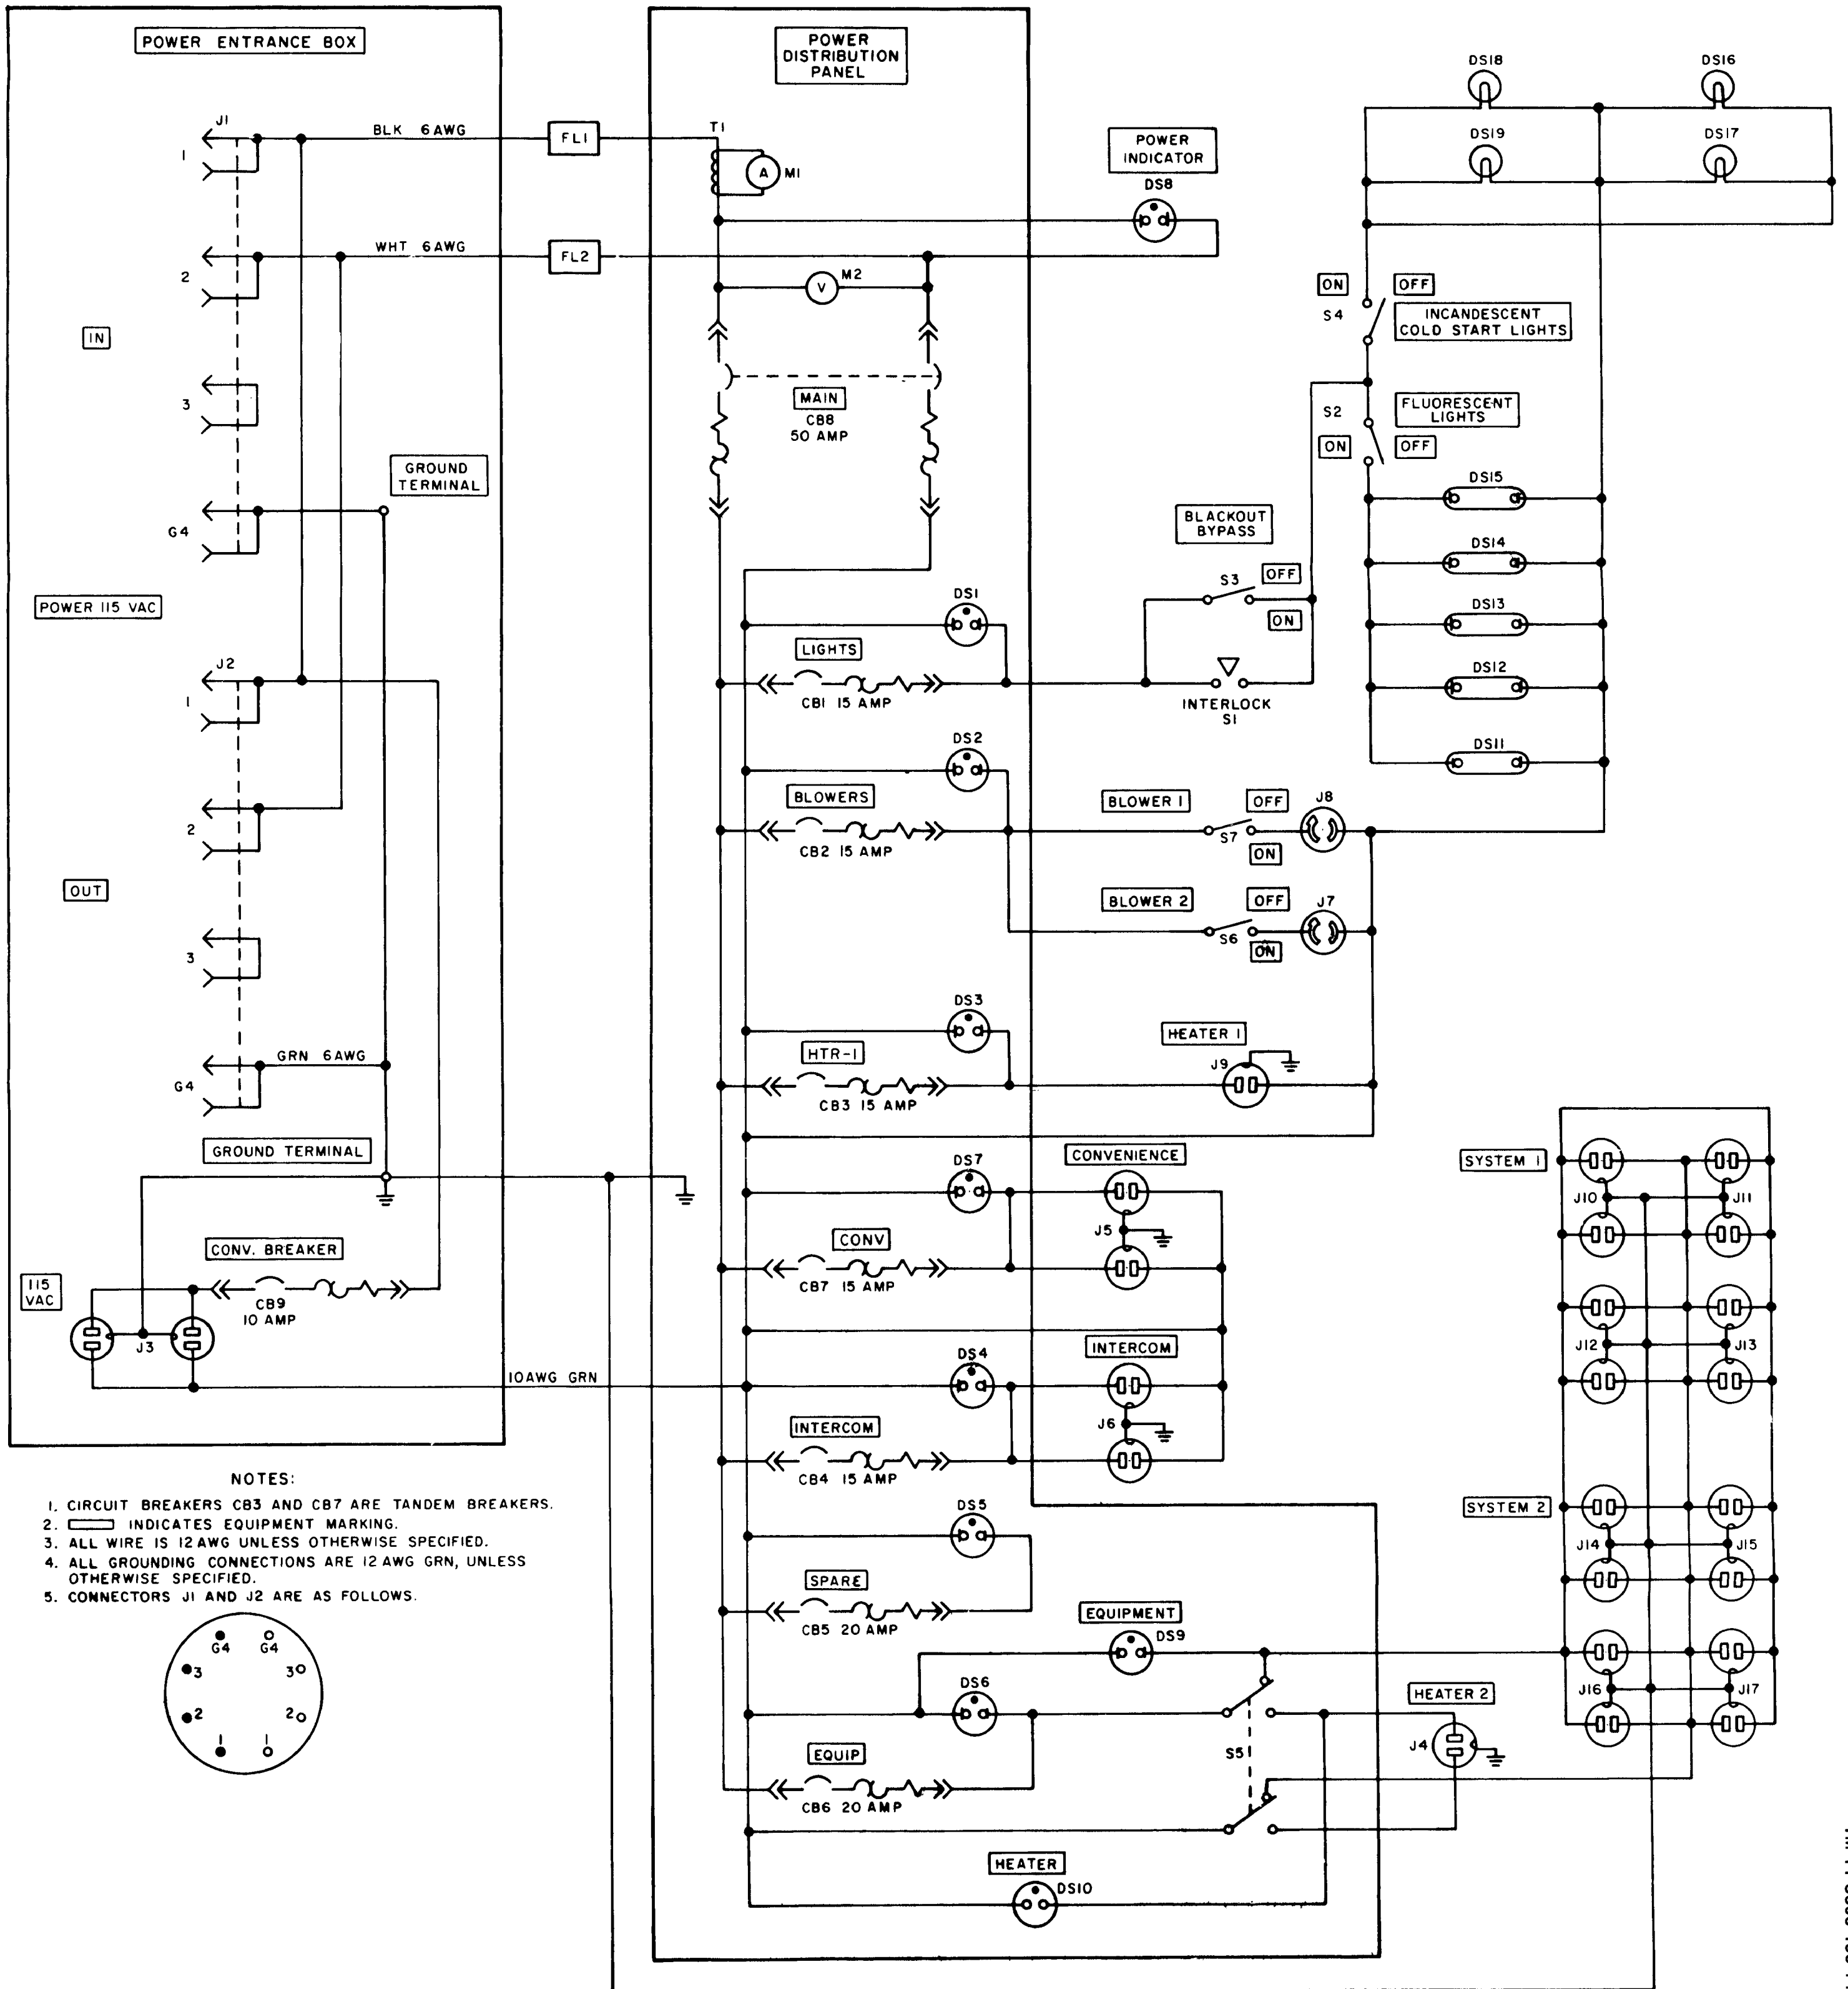 POWER ENTRANCE BOX
POWER
DISTRIBUTION
PANEL
DS18
DS16
J1
BLK 6 AWG
FL1
T1
A
M1
POWER
INDICATOR
DS8
DS19
DS17
1
WHT 6 AWG
FL2
2
M2
V
ON
OFF
S4
INCANDESCENT
COLD START LIGHTS
IN
3
MAIN
CB8
50 AMP
S2
FLUORESCENT
LIGHTS
ON
OFF
GROUND
TERMINAL
G4
DS15
BLACKOUT
BYPASS
DS14
S3
OFF
ON
POWER 115 VAC
DS1
DS13
LIGHTS
CB1 15 AMP
INTERLOCK
S1
DS12
J2
1
DS2
DS11
BLOWERS
CB2 15 AMP
BLOWER 1
OFF
S7
ON
J8
2
OUT
BLOWER 2
OFF
S6
ON
J7
3
DS3
HTR-1
CB3 15 AMP
HEATER 1
J9
GRN 6 AWG
G4
GROUND TERMINAL
DS7
CONVENIENCE
CONV
CB7 15 AMP
J5
SYSTEM 1
J10
J11
CONV. BREAKER
115
VAC
CB9
10 AMP
J3
10 AWG GRN
DS4
INTERCOM
INTERCOM
CB4 15 AMP
J6
J12
J13
NOTES:
1. CIRCUIT BREAKERS CB3 AND CB7 ARE TANDEM BREAKERS.
2. INDICATES EQUIPMENT MARKING.
3. ALL WIRE IS 12 AWG UNLESS OTHERWISE SPECIFIED.
4. ALL GROUNDING CONNECTIONS ARE 12 AWG GRN, UNLESS
OTHERWISE SPECIFIED.
5. CONNECTORS J1 AND J2 ARE AS FOLLOWS.
G4 G4
3 3
2 2
1 1
DS5
SPARE
CB5 20 AMP
SYSTEM 2
J14
J15
EQUIPMENT
DS9
DS6
EQUIP
CB6 20 AMP
S5
HEATER 2
J4
J16
J17
HEATER
DS10